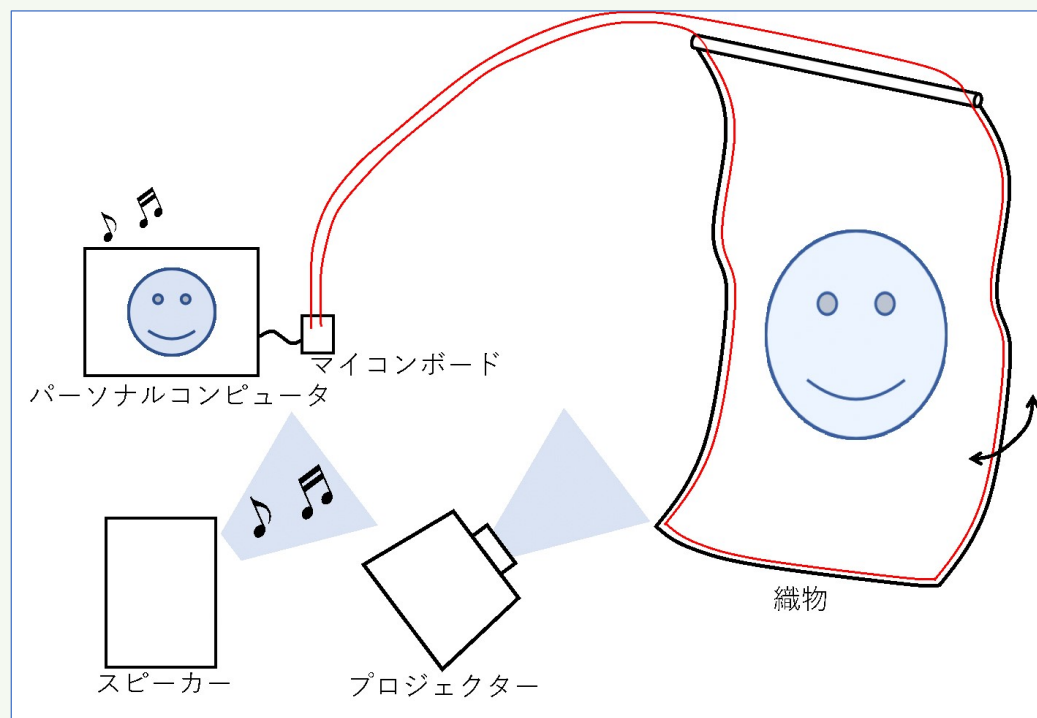 マイコンボード
パーソナルコンピュータ
織物
スピーカー
プロジェクター